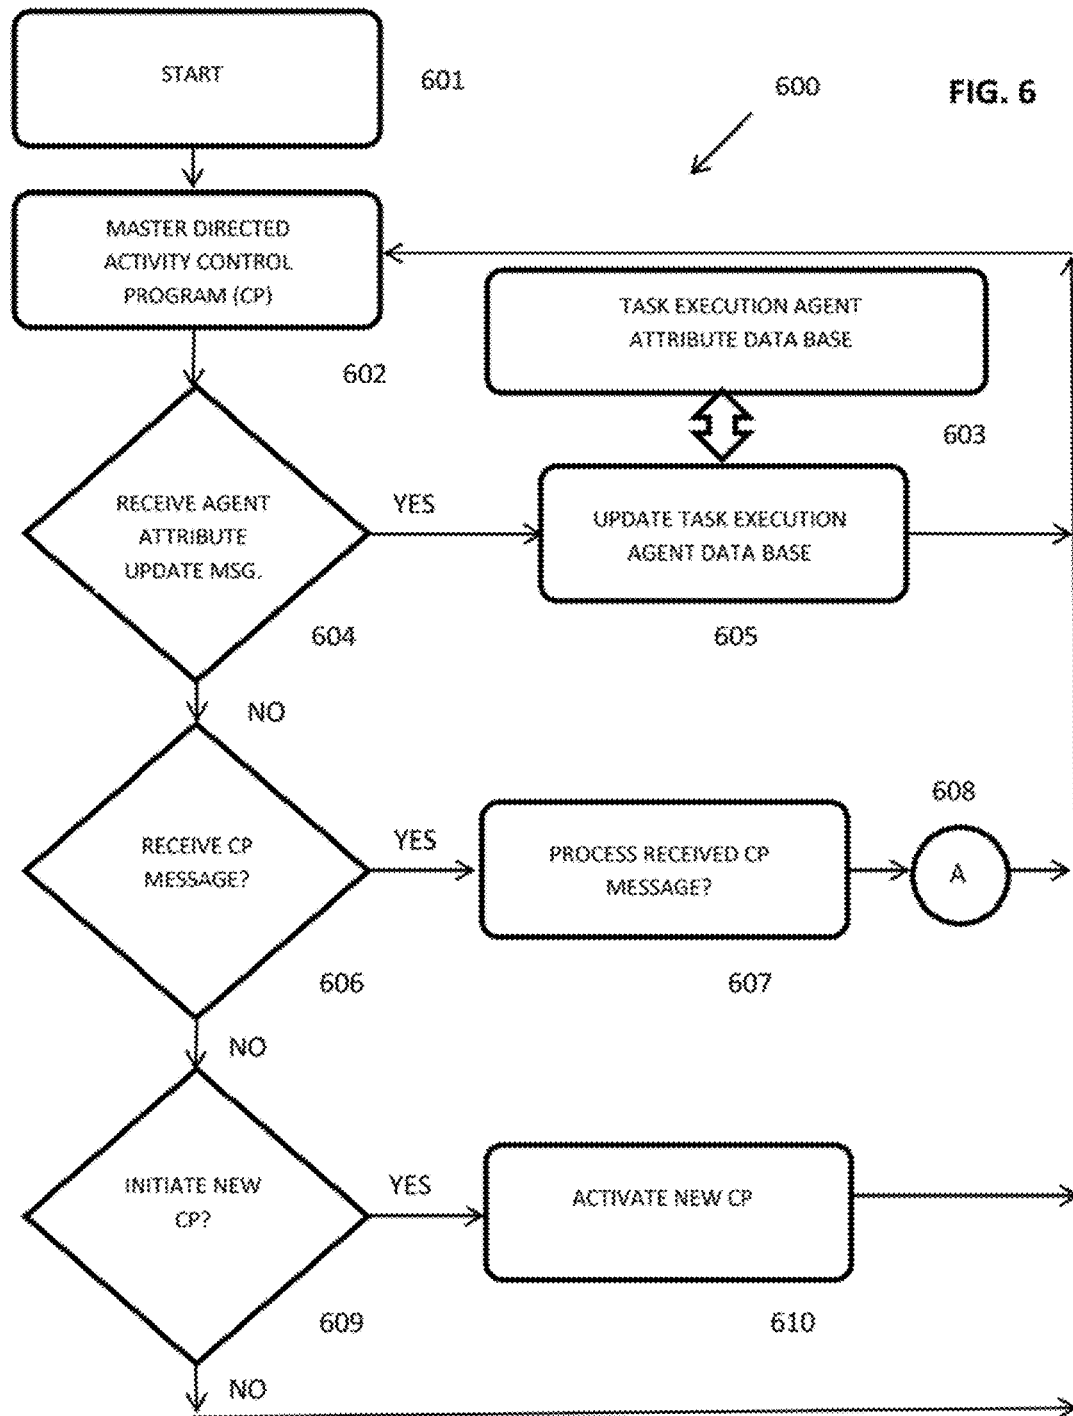 START
601
600
FIG. 6
MASTER DIRECTED
ACTIVITY CONTROL
PROGRAM (CP)
602
TASK EXECUTION AGENT
ATTRIBUTE DATA BASE
603
RECEIVE AGENT
ATTRIBUTE
UPDATE MSG.
604
YES
UPDATE TASK EXECUTION
AGENT DATA BASE
605
NO
RECEIVE CP
MESSAGE?
606
YES
PROCESS RECEIVED CP
MESSAGE?
607
608
A
NO
INITIATE NEW
CP?
609
YES
ACTIVATE NEW CP
610
NO